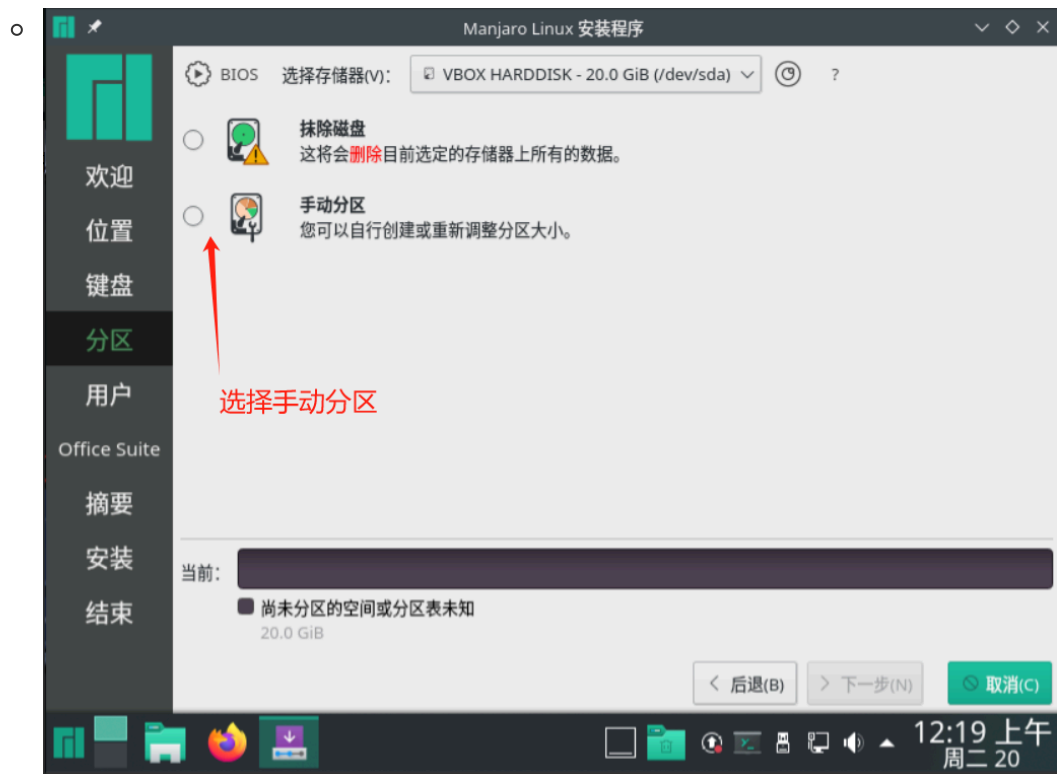 Manjaro Linux 安装程序
BIOS 选择存储器(V): VBOX HARDDISK - 20.0 GiB (/dev/sda) ?
抹除磁盘
这将会删除目前选定的存储器上所有的数据。
手动分区
您可以自行创建或重新调整分区大小。
选择手动分区
欢迎
位置
键盘
分区
用户
Office Suite
摘要
安装
结束
当前:
尚未分区的空间或分区表未知
20.0 GiB
后退(B) 下一步(N) 取消(C)
12:19 上午
周二 20